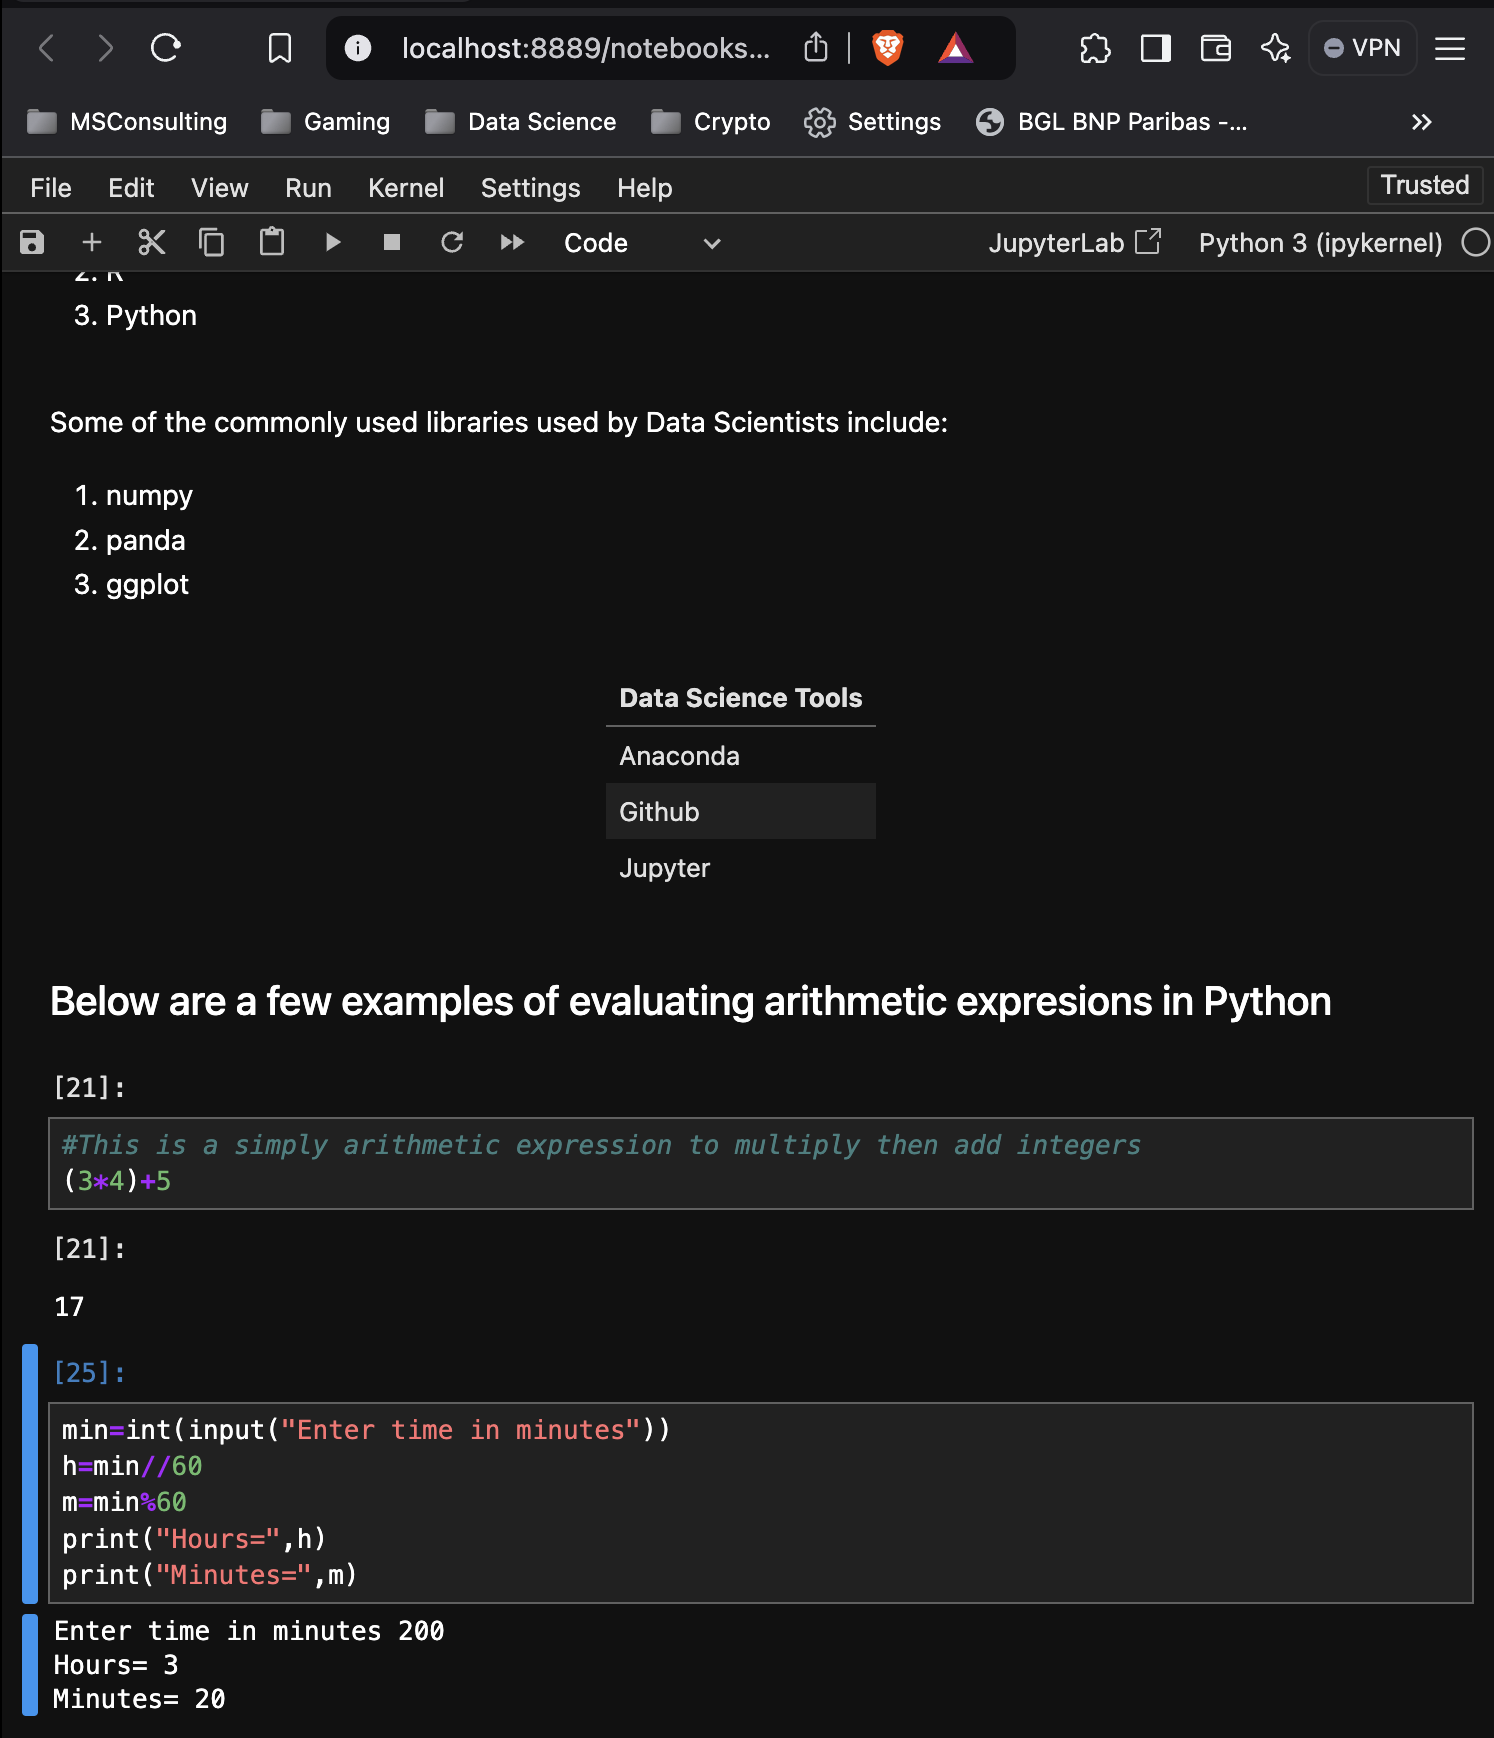 localhost:8889/notebooks...
VPN
MSConsulting
Gaming
Data Science
Crypto
Settings
BGL BNP Paribas -...
File Edit View Run Kernel Settings Help
Trusted
Code
JupyterLab
Python 3 (ipykernel)
2. R
3. Python
Some of the commonly used libraries used by Data Scientists include:
1. numpy
2. panda
3. ggplot
Data Science Tools
Anaconda
Github
Jupyter
Below are a few examples of evaluating arithmetic expresions in Python
[21]:
#This is a simply arithmetic expression to multiply then add integers
(3*4)+5
[21]:
17
[25]:
min=int(input("Enter time in minutes"))
h=min//60
m=min%60
print("Hours=",h)
print("Minutes=",m)
Enter time in minutes 200
Hours= 3
Minutes= 20